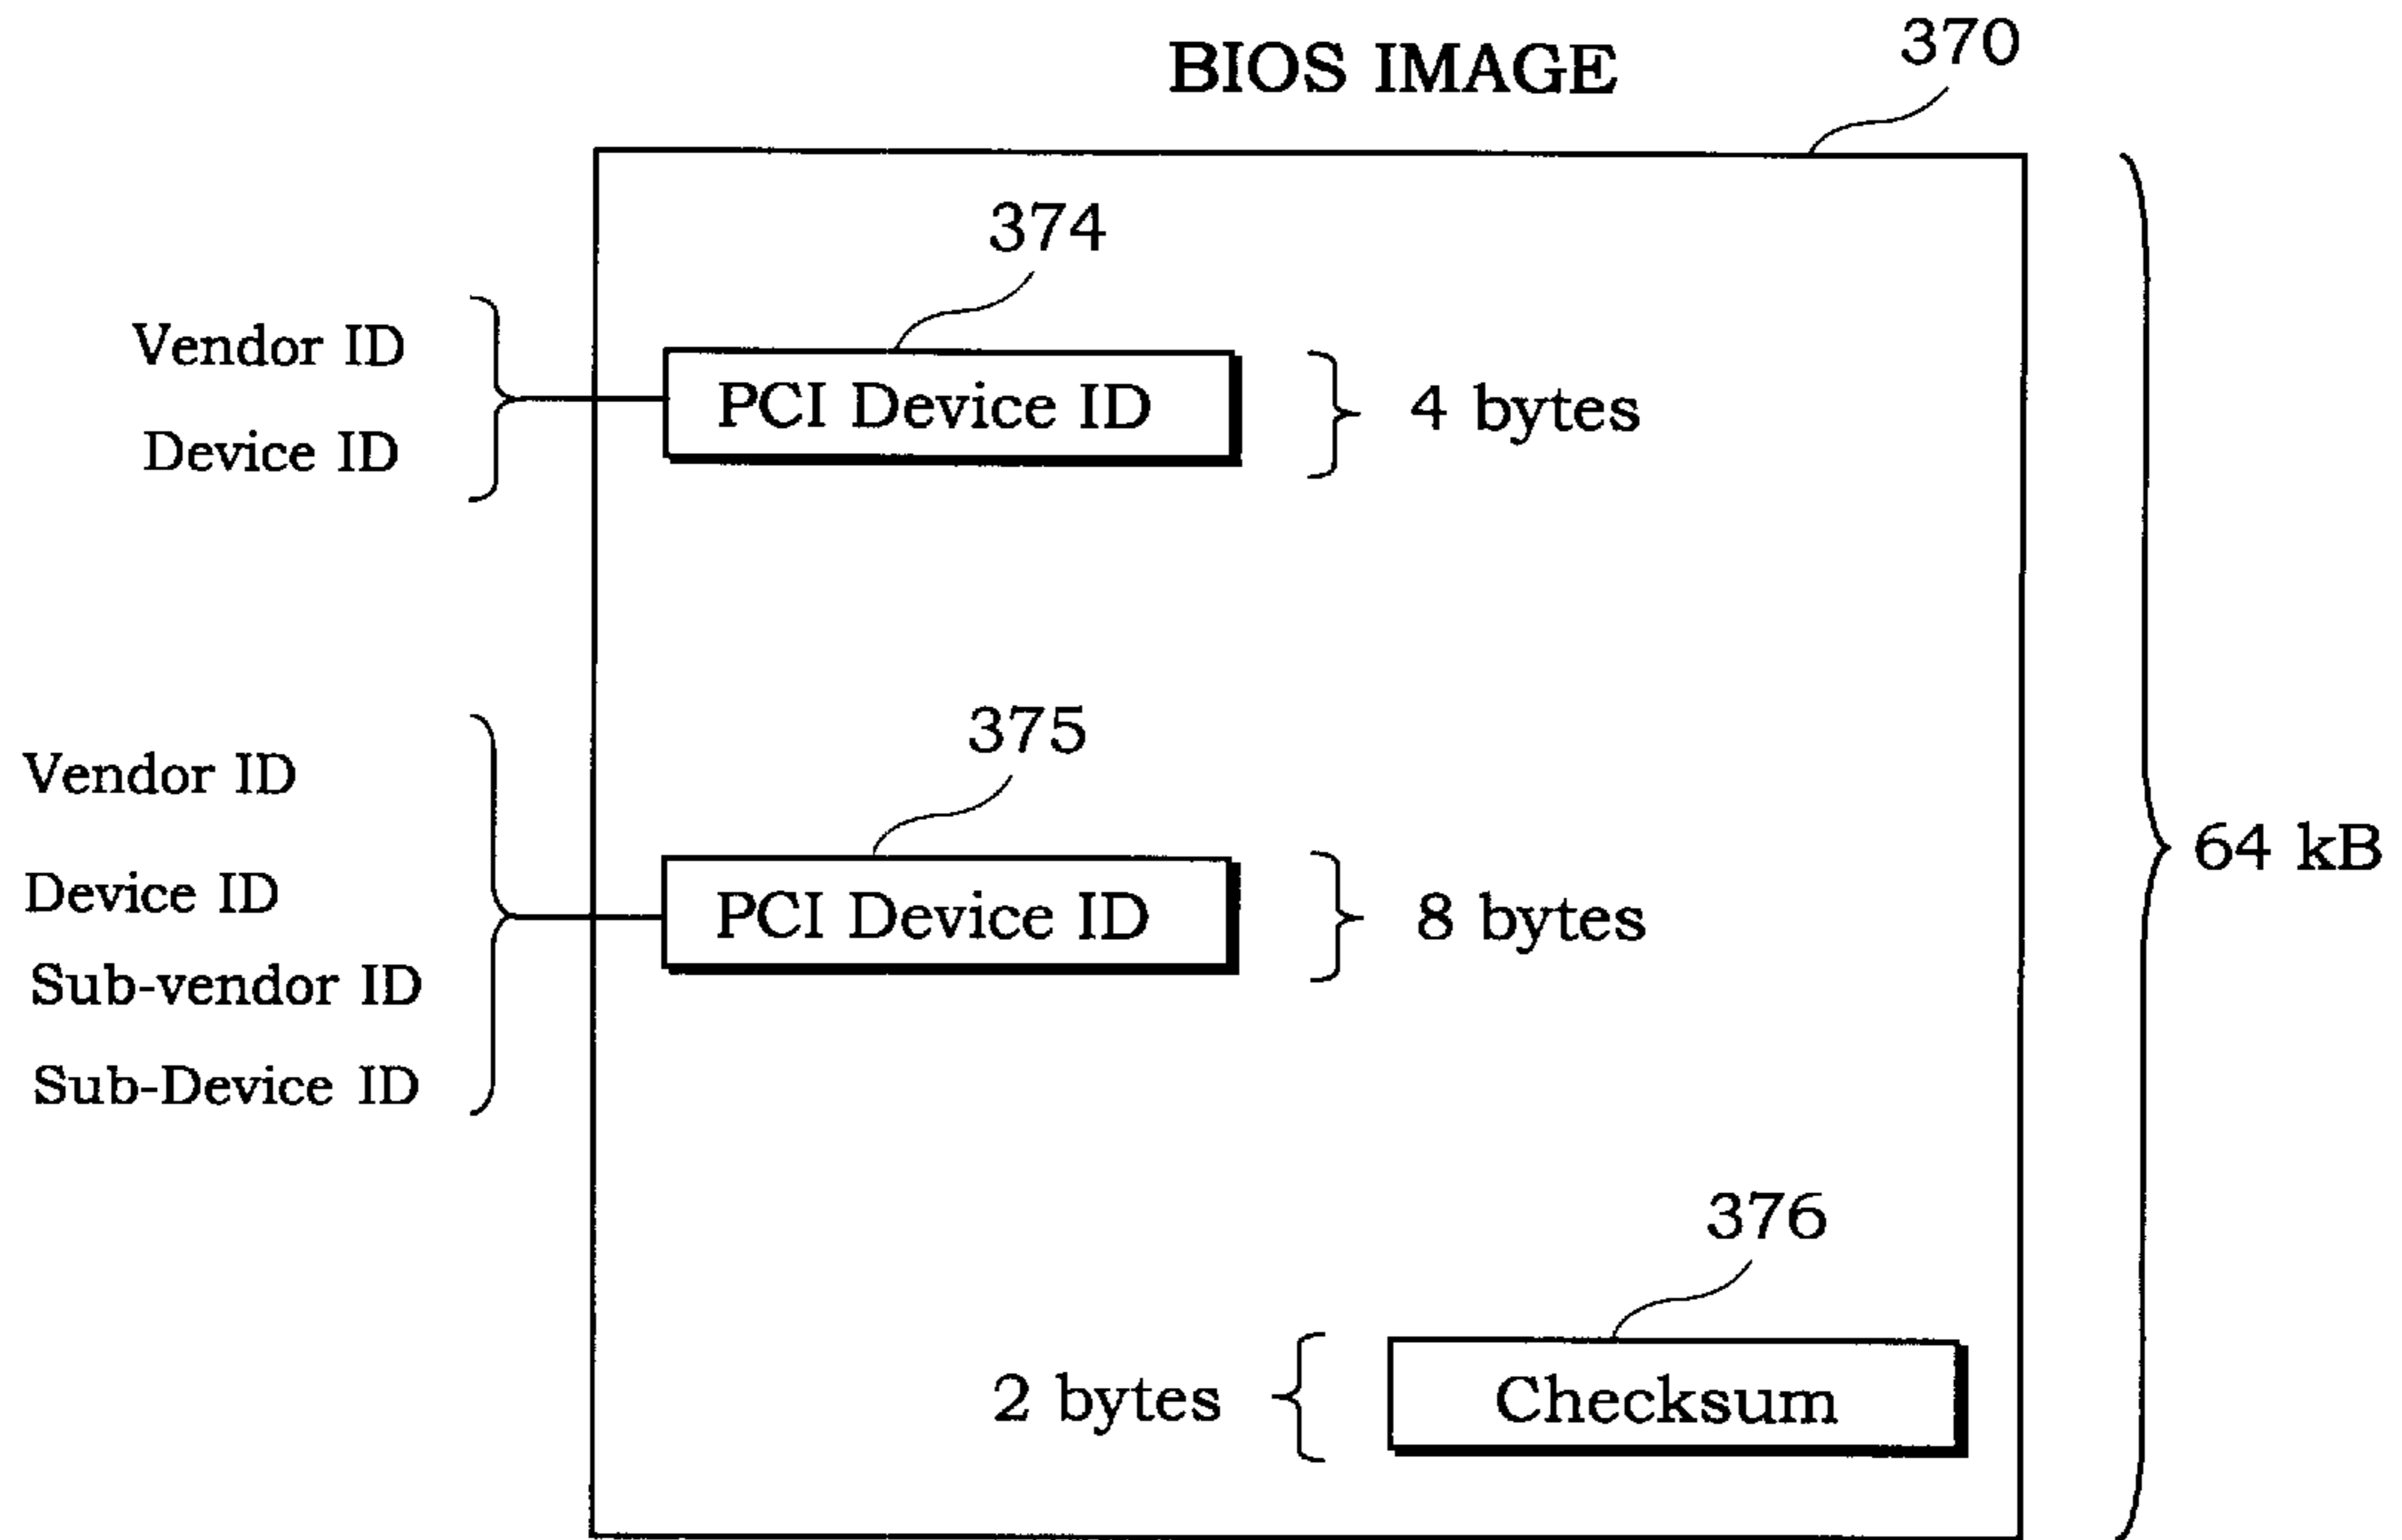 BIOS IMAGE
370
374
Vendor ID
Device ID
PCI Device ID
4 bytes
375
Vendor ID
Device ID
Sub-vendor ID
Sub-Device ID
PCI Device ID
8 bytes
64 kB
376
2 bytes
Checksum